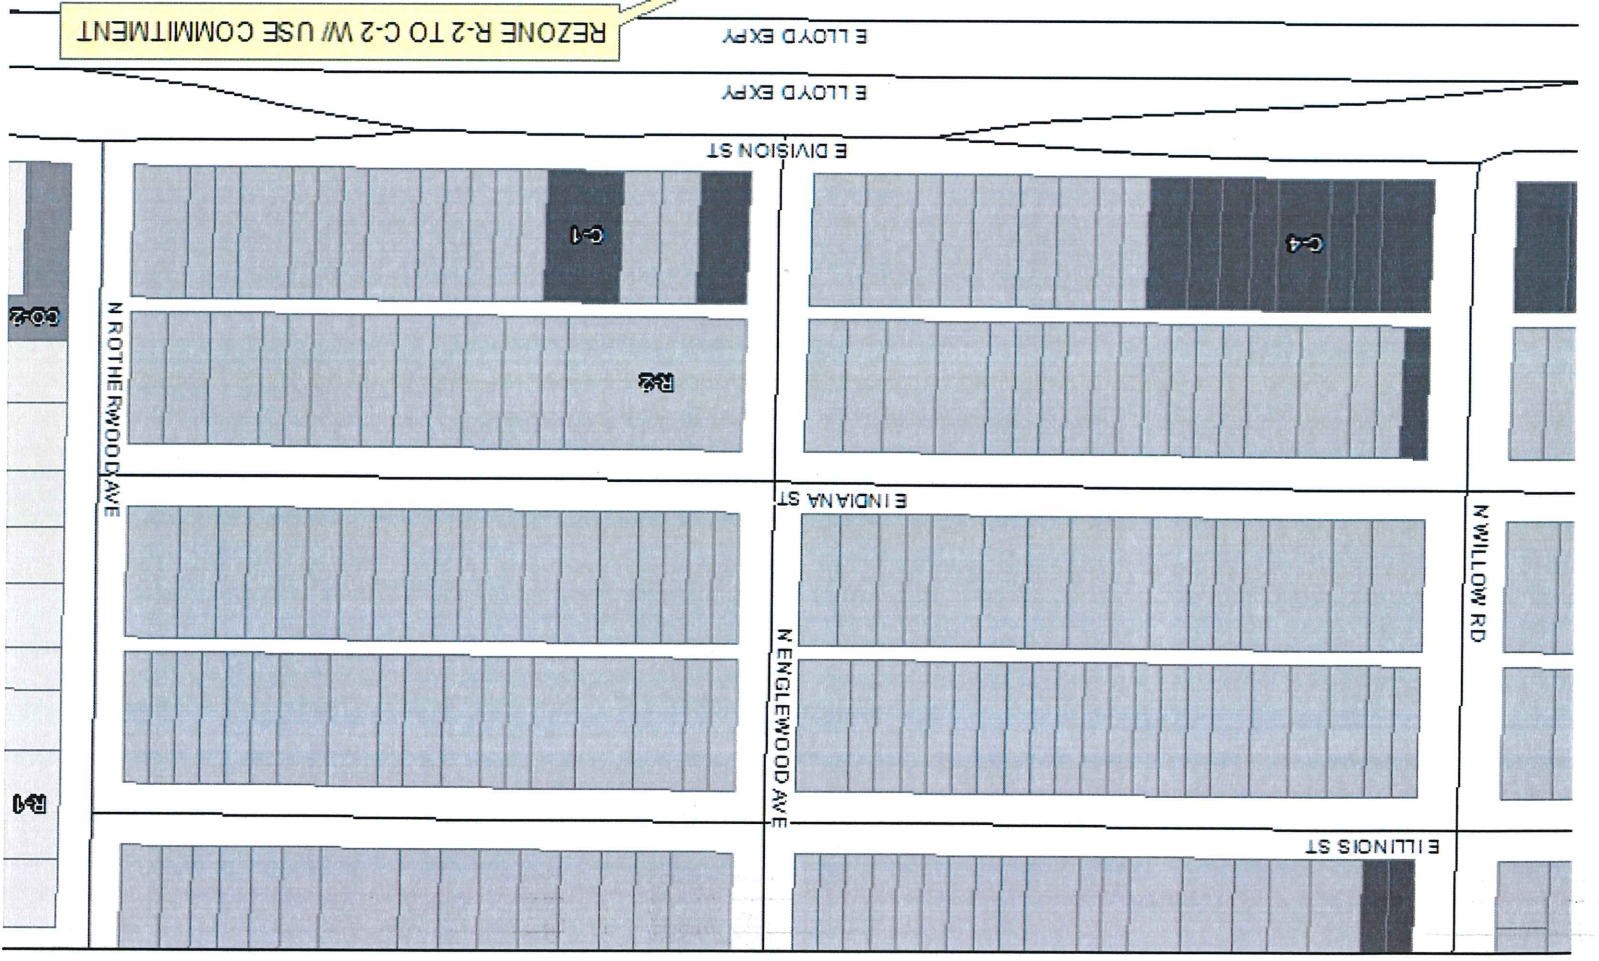 REZONE R-2 TO C-2 W/ USE COMMITMENT
E LLOYD EXPY
E LLOYD EXPY
E DIVISION ST
C-1
C-4
CO-2
N ROTHERWOOD AVE
R-2
E INDIANA ST
N WILLOW RD
N ENGLEWOOD AVE
R-1
E ILLINOIS ST